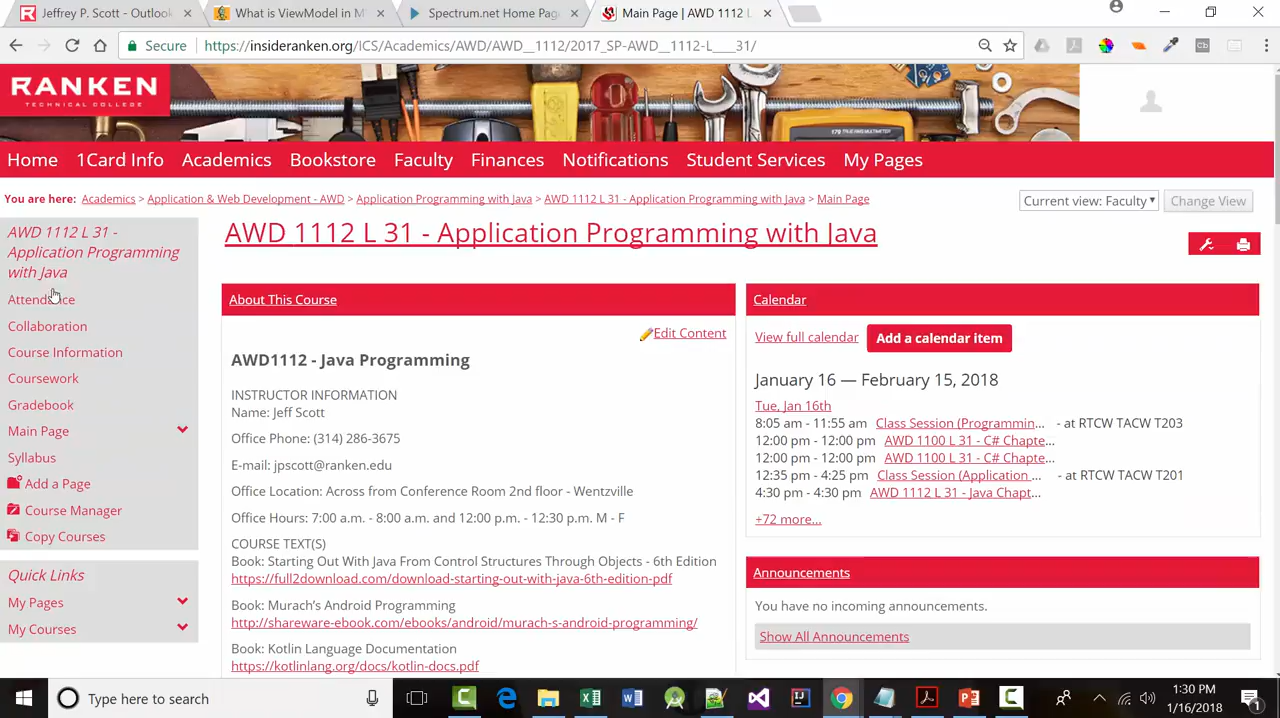 Jeffrey P. Scott - Outlook
What is ViewModel in M
Spectrum.net Home Pag
Main Page | AWD 1112 L
Secure
https://insideranken.org/ICS/Academics/AWD/AWD__1112/2017_SP-AWD__1112-L___31/
RANKEN
TECHNICAL COLLEGE
Home
1Card Info
Academics
Bookstore
Faculty
Finances
Notifications
Student Services
My Pages
You are here: Academics > Application & Web Development - AWD > Application Programming with Java > AWD 1112 L 31 - Application Programming with Java > Main Page
Current view: Faculty
Change View
AWD 1112 L 31 -
Application Programming
with Java
Attendance
Collaboration
Course Information
Coursework
Gradebook
Main Page
Syllabus
Add a Page
Course Manager
Copy Courses
Quick Links
My Pages
My Courses
AWD 1112 L 31 - Application Programming with Java
About This Course
Edit Content
AWD1112 - Java Programming
INSTRUCTOR INFORMATION
Name: Jeff Scott
Office Phone: (314) 286-3675
E-mail: jpscott@ranken.edu
Office Location: Across from Conference Room 2nd floor - Wentzville
Office Hours: 7:00 a.m. - 8:00 a.m. and 12:00 p.m. - 12:30 p.m. M - F
COURSE TEXT(S)
Book: Starting Out With Java From Control Structures Through Objects - 6th Edition
https://full2download.com/download-starting-out-with-java-6th-edition-pdf
Book: Murach's Android Programming
http://shareware-ebook.com/ebooks/android/murach-s-android-programming/
Book: Kotlin Language Documentation
https://kotlinlang.org/docs/kotlin-docs.pdf
Calendar
View full calendar
Add a calendar item
January 16 — February 15, 2018
Tue, Jan 16th
8:05 am - 11:55 am Class Session (Programmin... - at RTCW TACW T203
12:00 pm - 12:00 pm AWD 1100 L 31 - C# Chapte...
12:00 pm - 12:00 pm AWD 1100 L 31 - C# Chapte...
12:35 pm - 4:25 pm Class Session (Application ... - at RTCW TACW T201
4:30 pm - 4:30 pm AWD 1112 L 31 - Java Chapt...
+72 more...
Announcements
You have no incoming announcements.
Show All Announcements
Type here to search
1:30 PM
1/16/2018